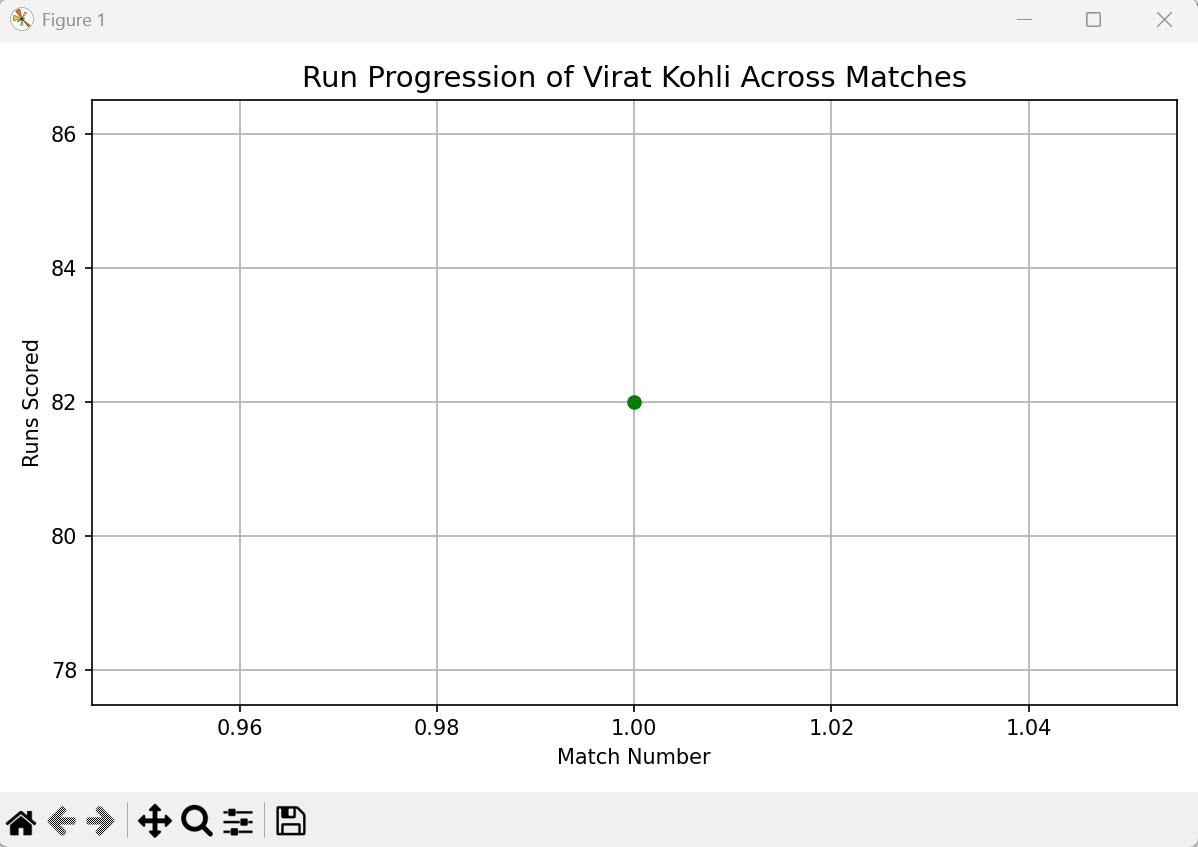 Figure 1
Run Progression of Virat Kohli Across Matches
86
84
82
80
78
Runs Scored
0.96 0.98 1.00 1.02 1.04
Match Number